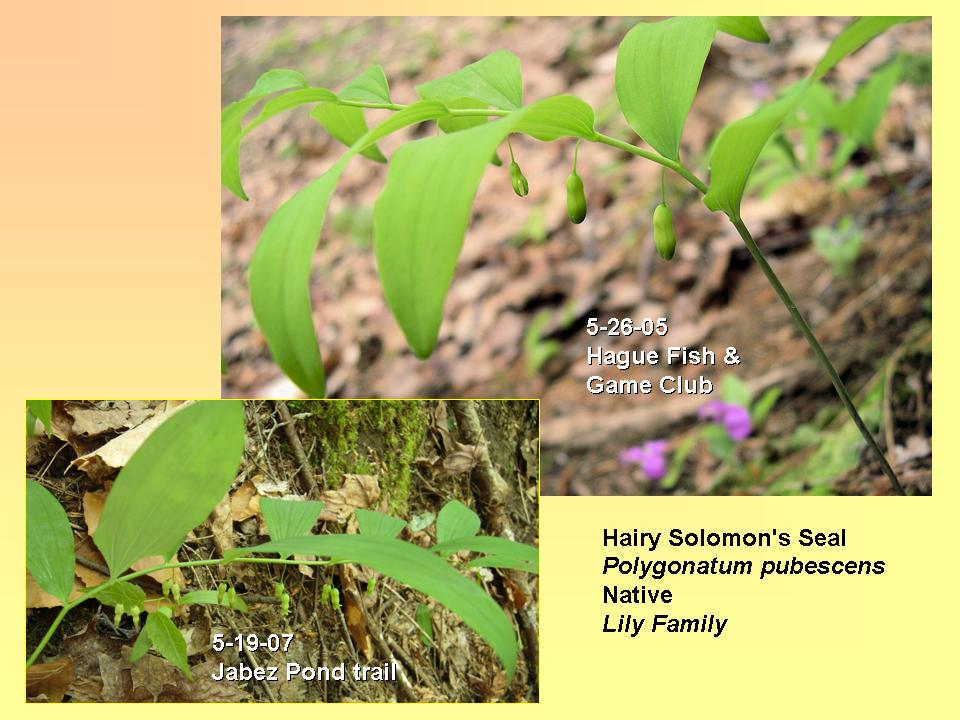 5-26-05
Hague Fish &
Game Club
Hairy Solomon's Seal
Polygonatum pubescens
Native
Lily Family
5-19-07
Jabez Pond trail